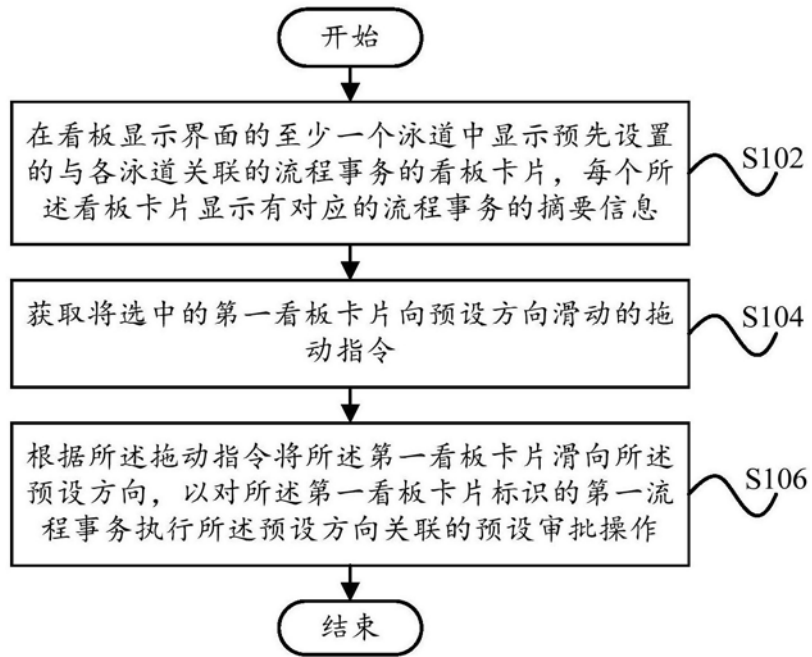 开始
在看板显示界面的至少一个泳道中显示预先设置
的与各泳道关联的流程事务的看板卡片，每个所
述看板卡片显示有对应的流程事务的摘要信息
S102
获取将选中的第一看板卡片向预设方向滑动的拖
动指令
S104
根据所述拖动指令将所述第一看板卡片滑向所述
预设方向，以对所述第一看板卡片标识的第一流
程事务执行所述预设方向关联的预设审批操作
S106
结束